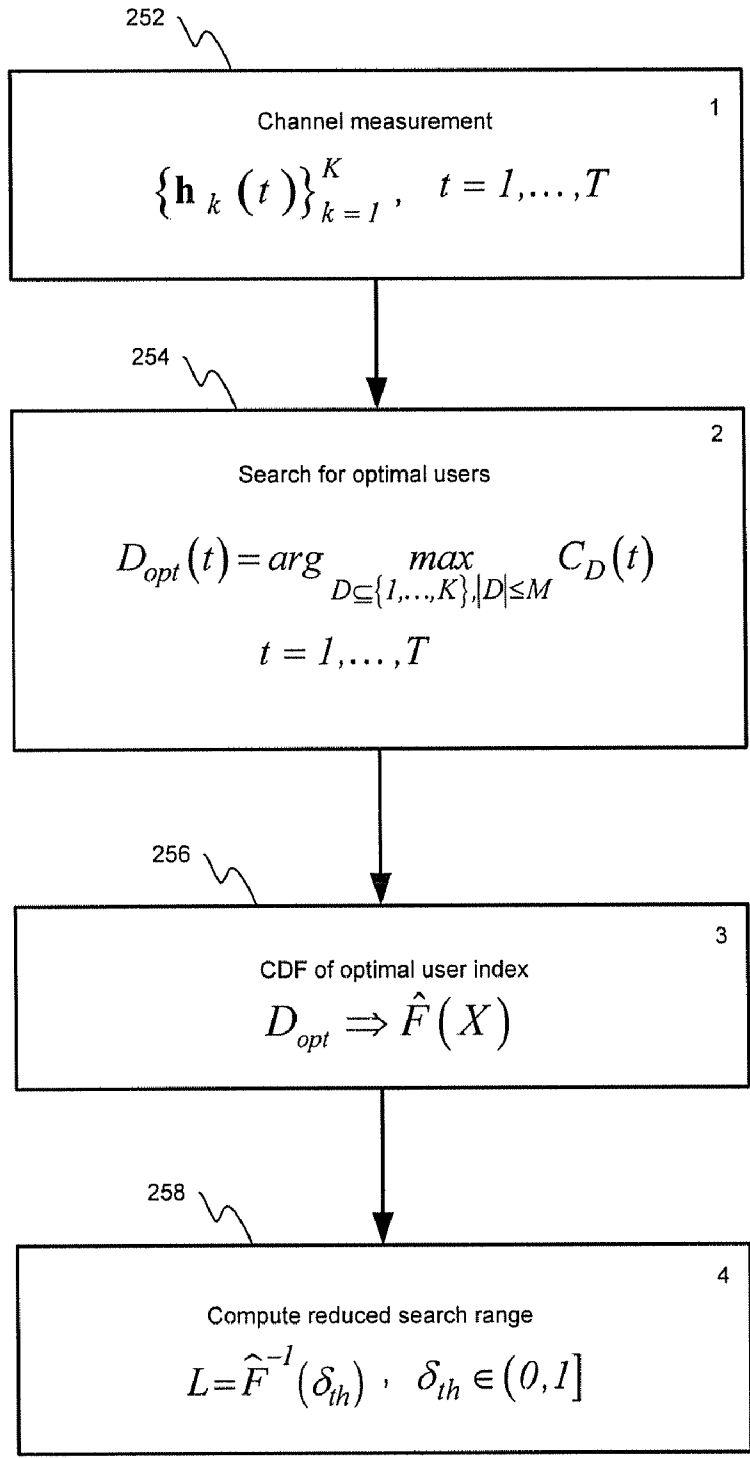 252
1
Channel measurement
{h_k(t)}_{k=1}^{K}, t = 1,...,T
254
2
Search for optimal users
D_opt(t) = arg max_{D⊆{1,...,K},|D|≤M} C_D(t)
t = 1,...,T
256
3
CDF of optimal user index
D_opt ⇒ F̂(X)
258
4
Compute reduced search range
L = F̂^{-1}(δ_th), δ_th ∈ (0,1]